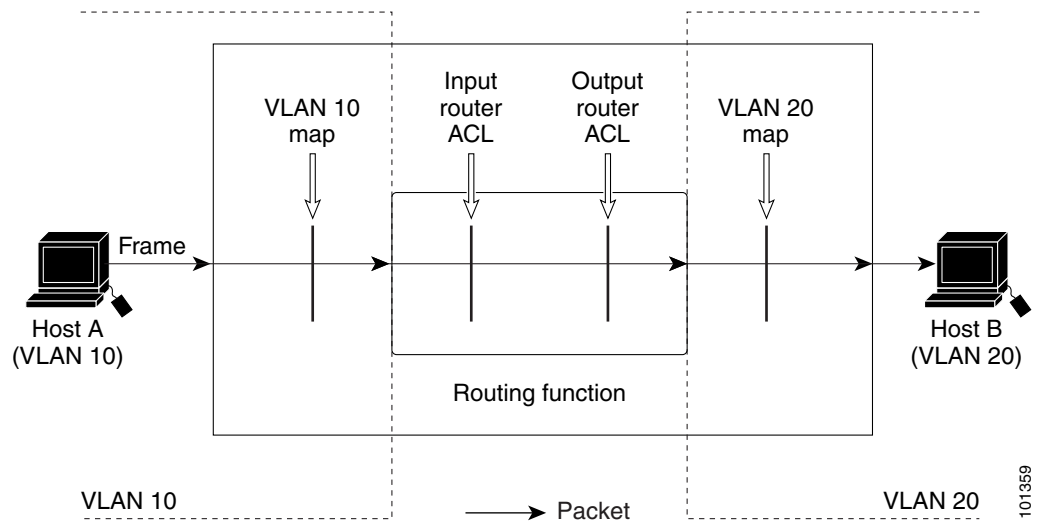 VLAN 10
map
Input
router
ACL
Output
router
ACL
VLAN 20
map
Frame
Host A
(VLAN 10)
Host B
(VLAN 20)
Routing function
VLAN 10
VLAN 20
Packet
101359